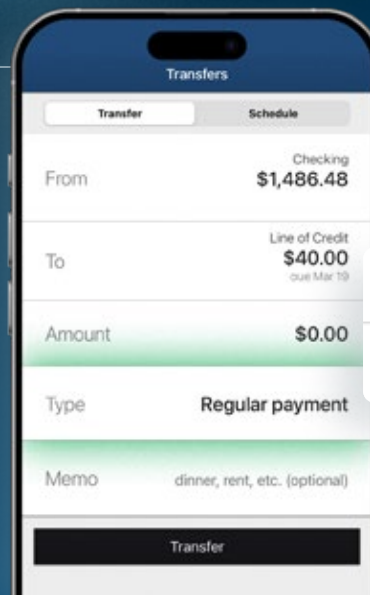 Transfers
Transfer Schedule
Checking
From $1,486.48
Line of Credit
To $40.00
due Mar 19
Amount $0.00
Type Regular payment
Memo dinner, rent, etc. (optional)
Transfer